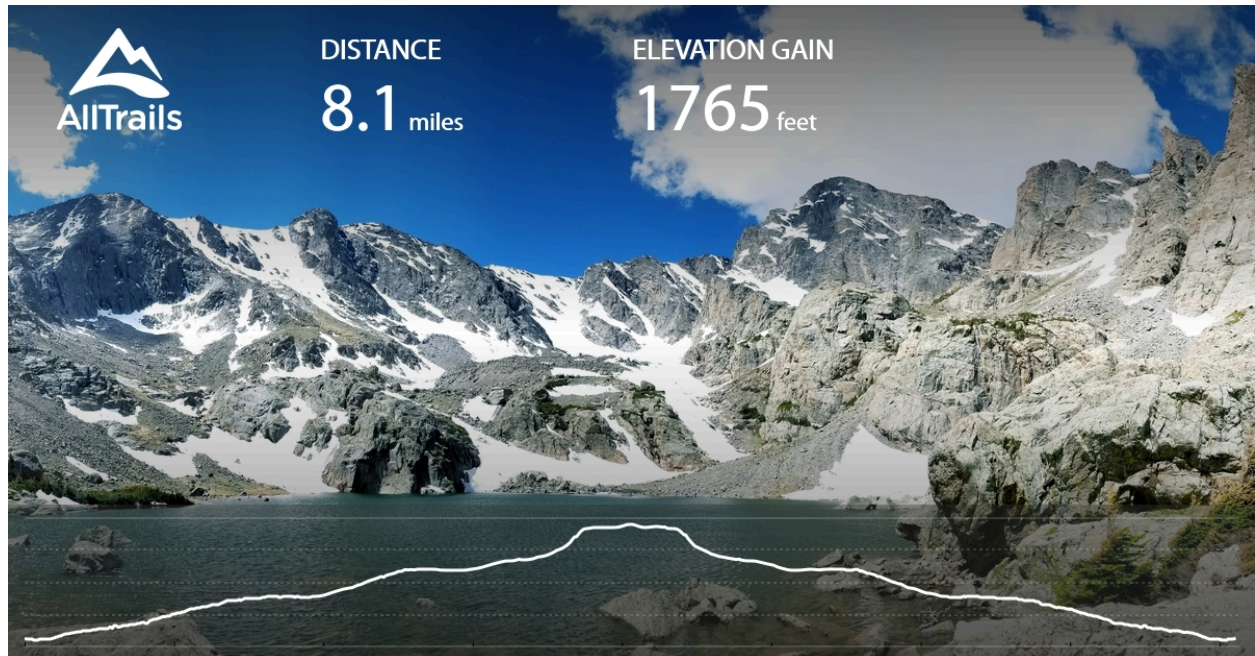 AllTrails
DISTANCE
8.1 miles
ELEVATION GAIN
1765 feet